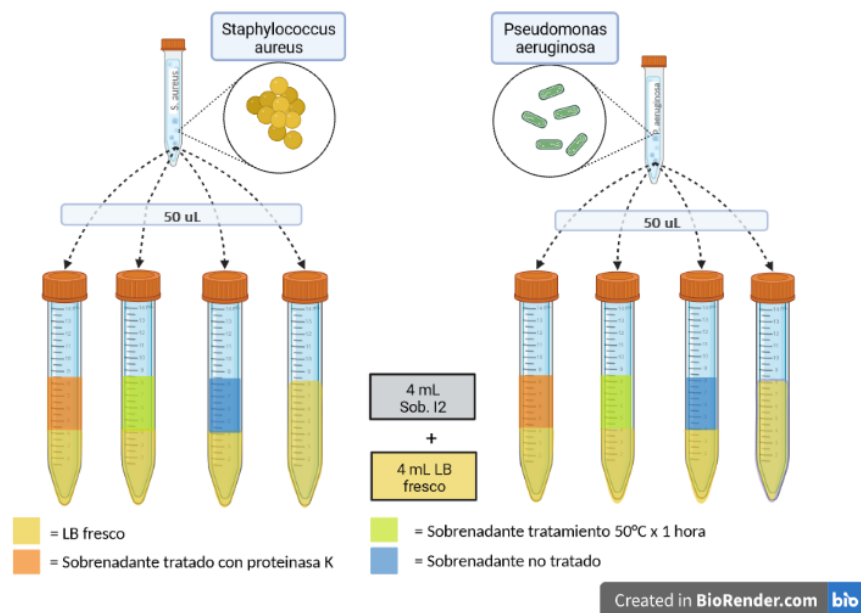 Staphylococcus
aureus
Pseudomonas
aeruginosa
S. aureus
P. aeruginosa
50 uL
50 uL
4 mL
Sob. I2
+
4 mL LB
fresco
= LB fresco
= Sobrenadante tratado con proteinasa K
= Sobrenadante tratamiento 50°C x 1 hora
= Sobrenadante no tratado
Created in BioRender.com bio